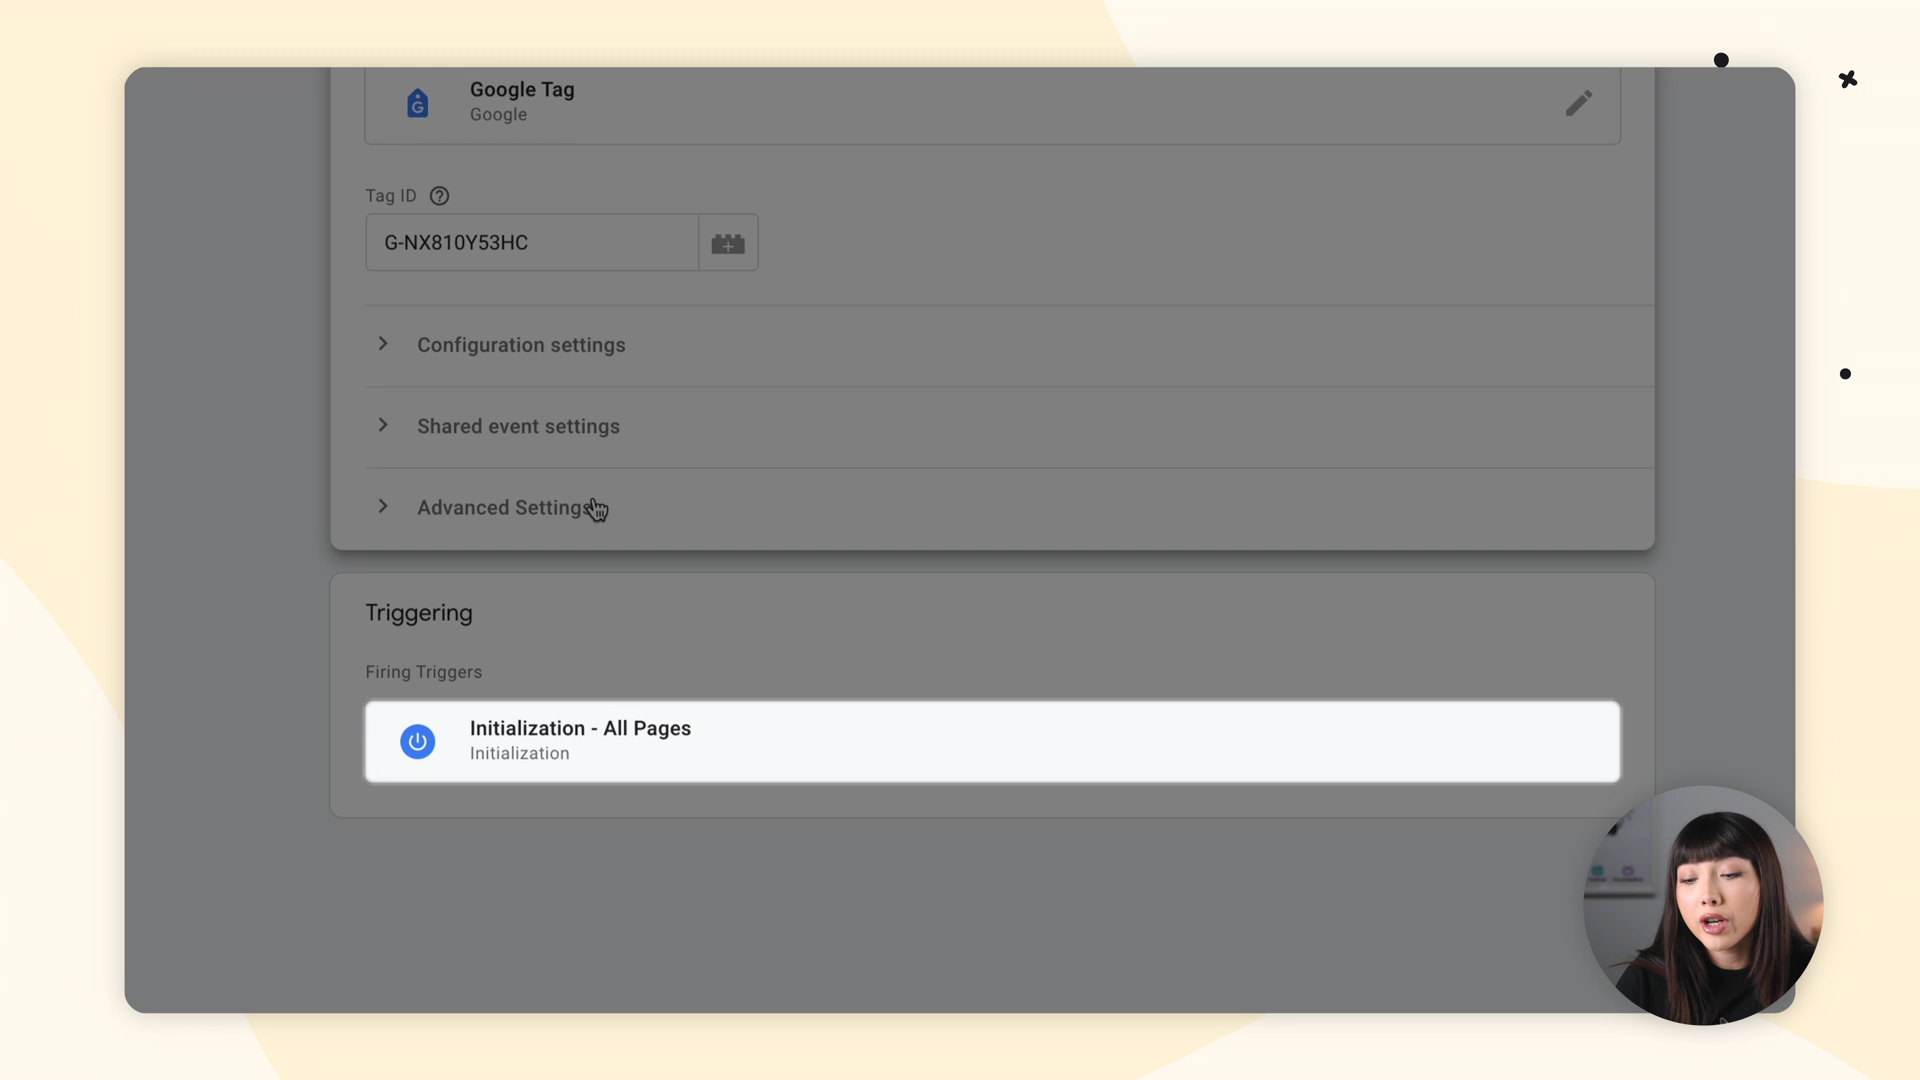 Google Tag
Google
Tag ID
G-NX810Y53HC
Configuration settings
Shared event settings
Advanced Settings
Triggering
Firing Triggers
Initialization - All Pages
Initialization